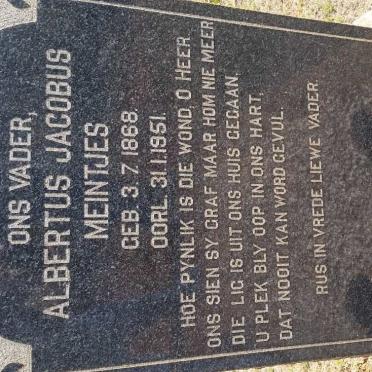 ONS VADER,
ALBERTUS JACOBUS
MEINTJES
GEB. 3.7.1868.
OORL. 31.1.1951.
HOE PYNLIK IS DIE WOND, O HEER
ONS SIEN SY GRAF MAAR HOM NIE MEER
DIE LIG IS UIT ONS HUIS GEGAAN.
U PLEK BLY OOP IN ONS HART.
DAT NOOIT KAN WORD GEVUL.
RUS IN VREDE LIEWE VADER.